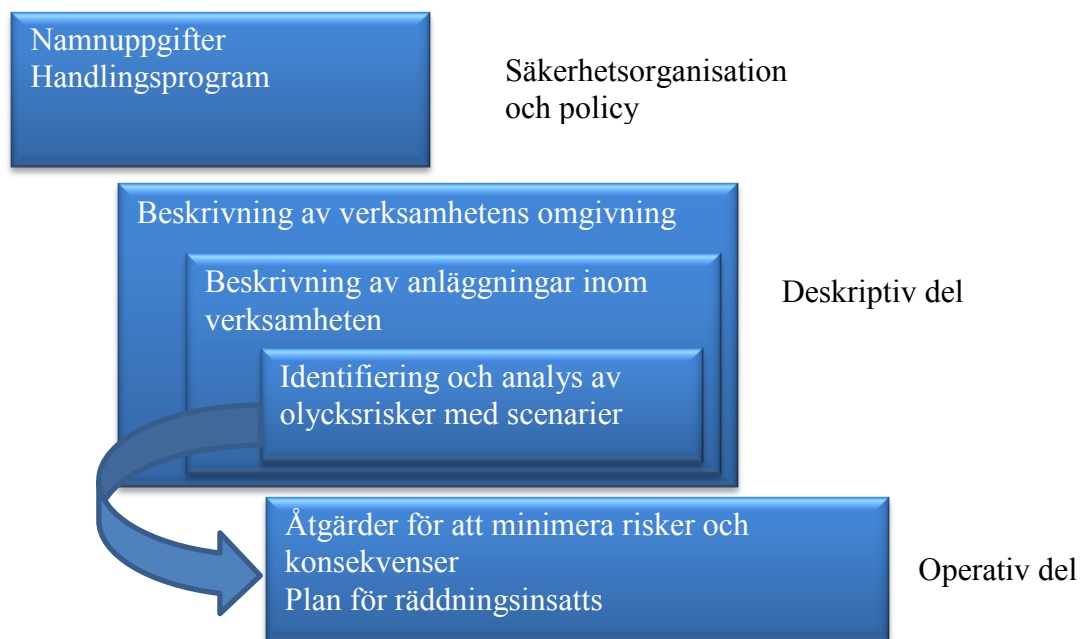 Namnuppgifter
Handlingsprogram
Säkerhetsorganisation
och policy
Beskrivning av verksamhetens omgivning
Beskrivning av anläggningar inom
verksamheten
Deskriptiv del
Identifiering och analys av
olycksrisker med scenarier
Åtgärder för att minimera risker och
konsekvenser
Plan för räddningsinsatts
Operativ del